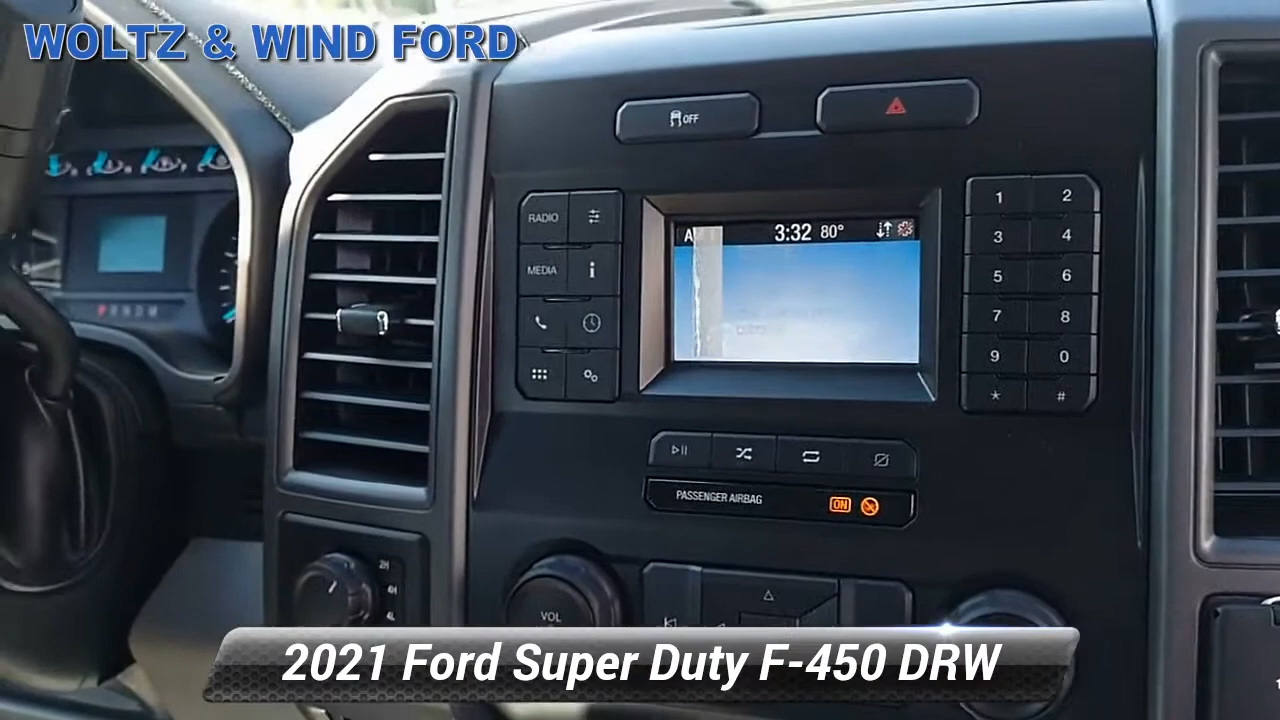 WOLTZ & WIND FORD
OFF
RADIO
1 2
3:32 80°
3 4
MEDIA i
5 6
7 8
9 0
* #
PASSENGER AIRBAG ON
2H
4H
4L
VOL
2021 Ford Super Duty F-450 DRW